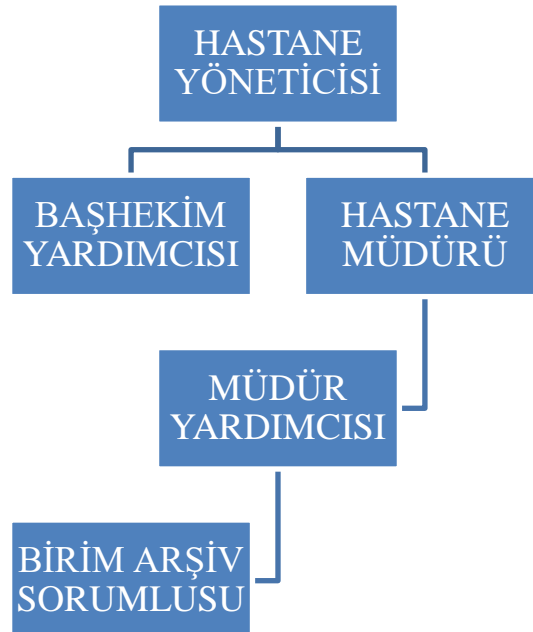 HASTANE
YÖNETİCİSİ
BAŞHEKİM
YARDIMCISI
HASTANE
MÜDÜRÜ
MÜDÜR
YARDIMCISI
BİRİM ARŞİV
SORUMLUSU